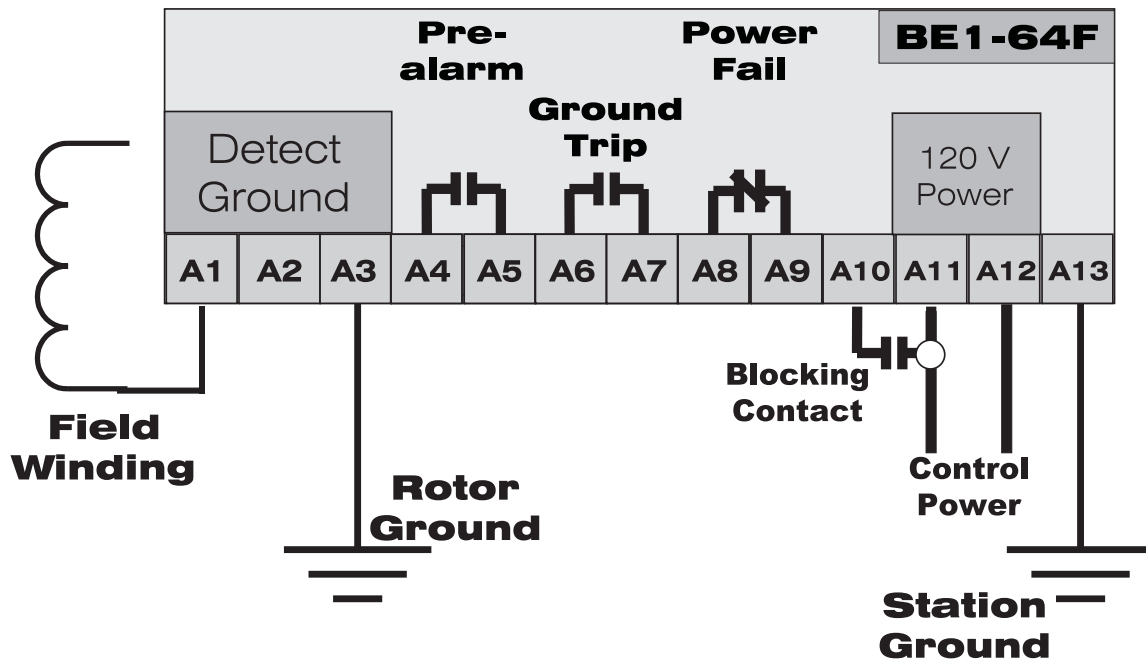 Pre-
alarm
Power
Fail
BE1-64F
Ground
Trip
Detect
Ground
120 V
Power
A1 A2 A3 A4 A5 A6 A7 A8 A9 A10 A11 A12 A13
Blocking
Contact
Field
Winding
Control
Power
Rotor
Ground
Station
Ground